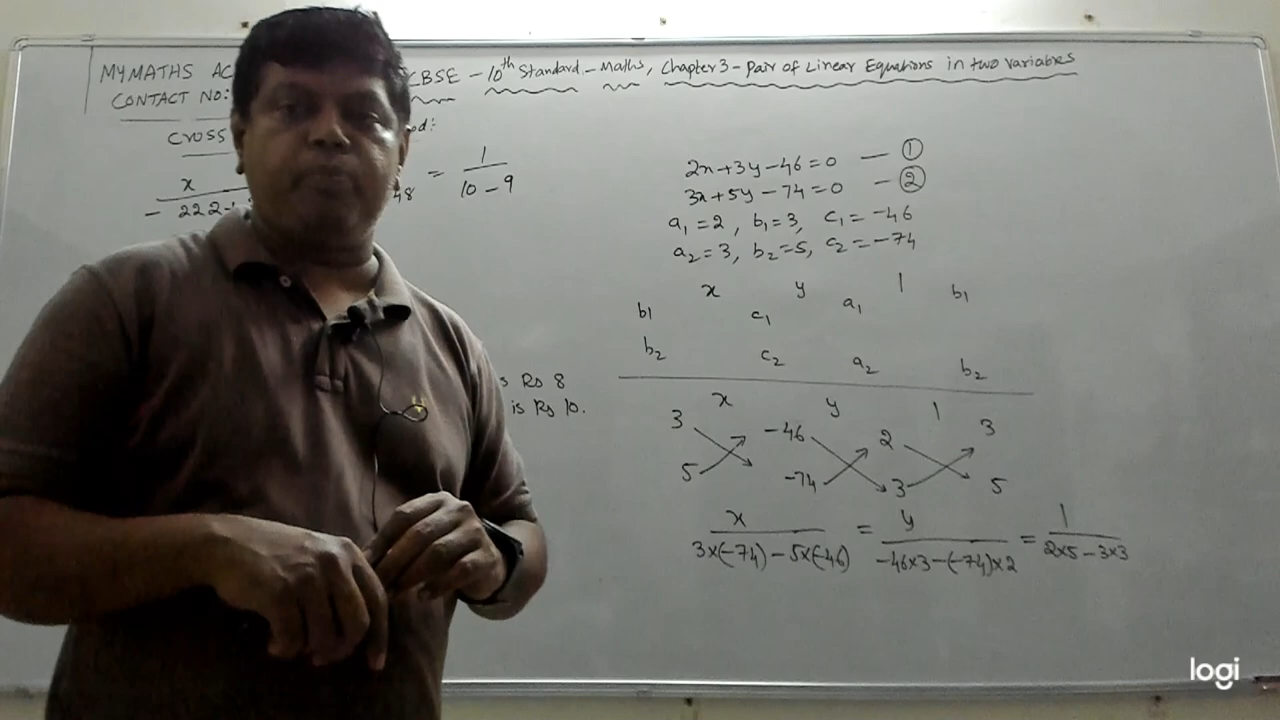 MYMATHS AC CBSE - 10th Standard - Maths, Chapter 3 - Pair of Linear Equations in two variables
CONTACT NO:
CROSS od:
x = 1
- 222 48 10 - 9
s Rs 8
is Rs 10.
2x+3y-46=0 — ①
3x+5y-74=0 — ②
a₁=2, b₁=3, c₁=-46
a₂=3, b₂=5, c₂=-74
x y 1
b1 c₁ a₁ b₁
b₂ c₂ a₂ b₂
x y 1
3 -46 2 3
5 -74 3 5
x = y = 1
3x(-74) - 5x(-46) -46x3-(-74)x2 2x5-3x3
logi